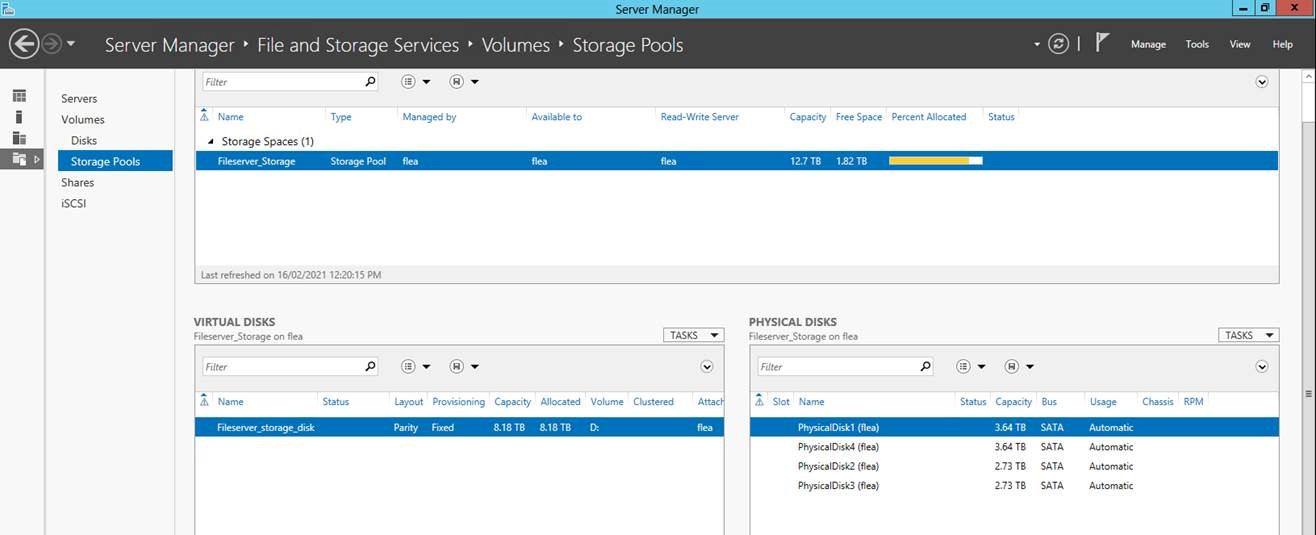 Server Manager
Server Manager ‣ File and Storage Services ‣ Volumes ‣ Storage Pools
Manage Tools View Help
Servers
Volumes
Disks
Storage Pools
Shares
iSCSI
Filter
Name Type Managed by Available to Read-Write Server Capacity Free Space Percent Allocated Status
Storage Spaces (1)
Fileserver_Storage Storage Pool flea flea flea 12.7 TB 1.82 TB
Last refreshed on 16/02/2021 12:20:15 PM
VIRTUAL DISKS
Fileserver_Storage on flea
TASKS
Filter
Name Status Layout Provisioning Capacity Allocated Volume Clustered Attach
Fileserver_storage_disk Parity Fixed 8.18 TB 8.18 TB D: flea
PHYSICAL DISKS
Fileserver_Storage on flea
TASKS
Filter
Slot Name Status Capacity Bus Usage Chassis RPM
PhysicalDisk1 (flea) 3.64 TB SATA Automatic
PhysicalDisk4 (flea) 3.64 TB SATA Automatic
PhysicalDisk2 (flea) 2.73 TB SATA Automatic
PhysicalDisk3 (flea) 2.73 TB SATA Automatic